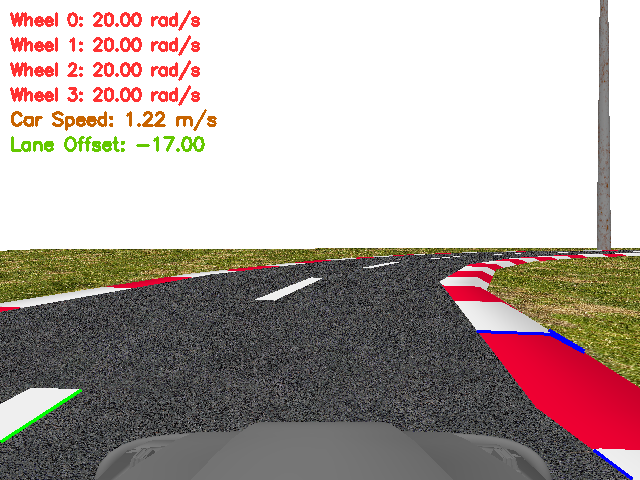 Wheel 0: 20.00 rad/s
Wheel 1: 20.00 rad/s
Wheel 2: 20.00 rad/s
Wheel 3: 20.00 rad/s
Car Speed: 1.22 m/s
Lane Offset: -17.00